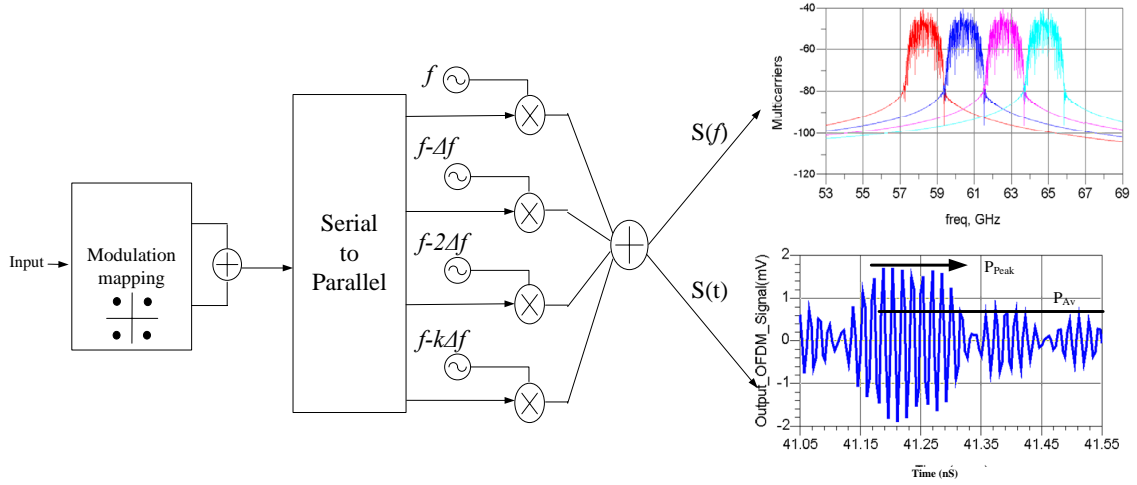 Input
Modulation
mapping
Serial
to
Parallel
f
f-Δf
f-2Δf
f-kΔf
S(f)
S(t)
Multicarriers
-40
-60
-80
-100
-120
53 55 57 59 61 63 65 67 69
freq, GHz
Output_OFDM_Signal(mV)
2
1
0
-1
-2
P_Peak
P_Av
41.05 41.15 41.25 41.35 41.45 41.55
Time (nS)